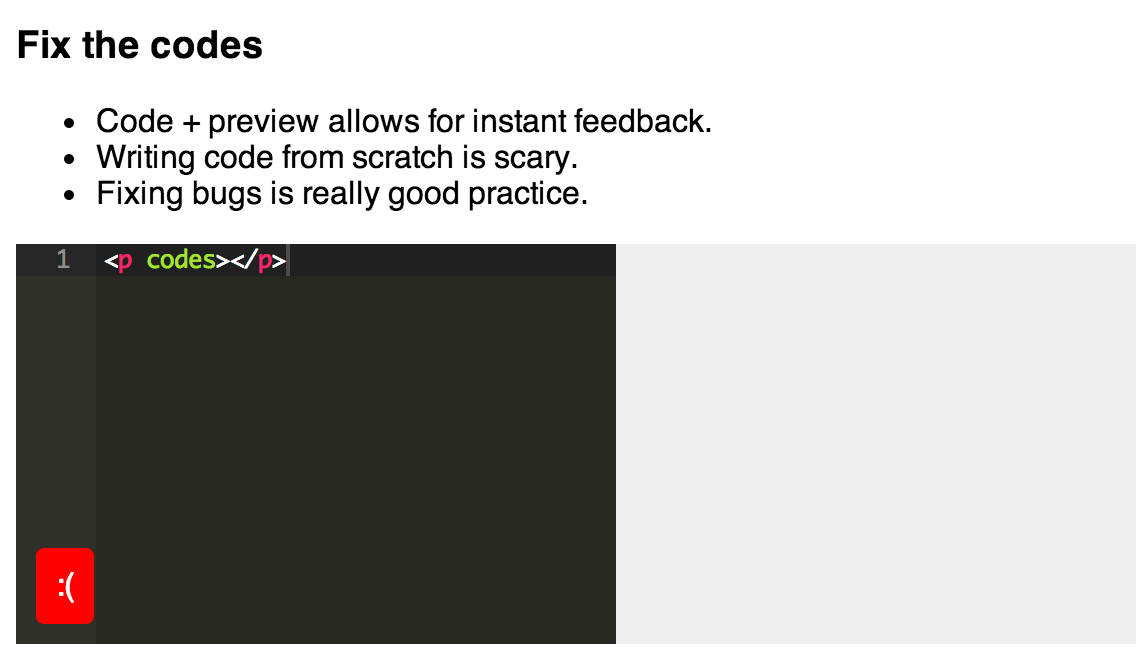 Fix the codes
• Code + preview allows for instant feedback.
• Writing code from scratch is scary.
• Fixing bugs is really good practice.
1 <p codes></p>
:(